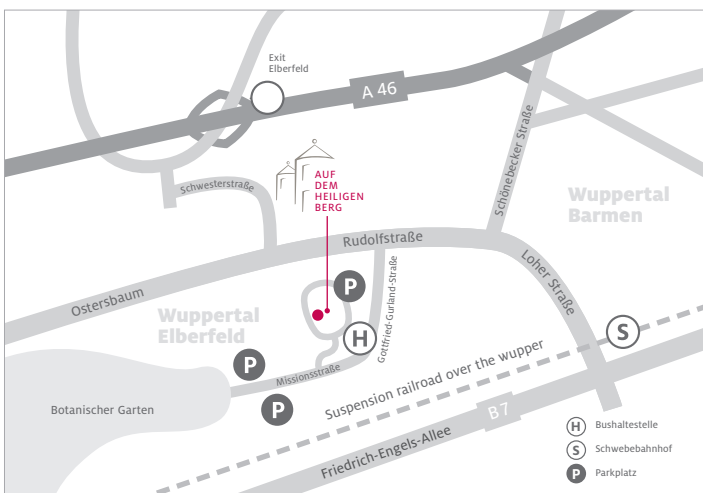 Exit
Elberfeld
A 46
Schönebecker Straße
AUF
DEM
HEILIGEN
BERG
Schwesterstraße
Wuppertal
Barmen
Rudolfstraße
Loher Straße
Ostersbaum
Gottfried-Gurland-Straße
P
Wuppertal
Elberfeld
H
S
P
Missionsstraße
Suspension railroad over the wupper
P
Botanischer Garten
B 7
Friedrich-Engels-Allee
H Bushaltestelle
S Schwebebahnhof
P Parkplatz